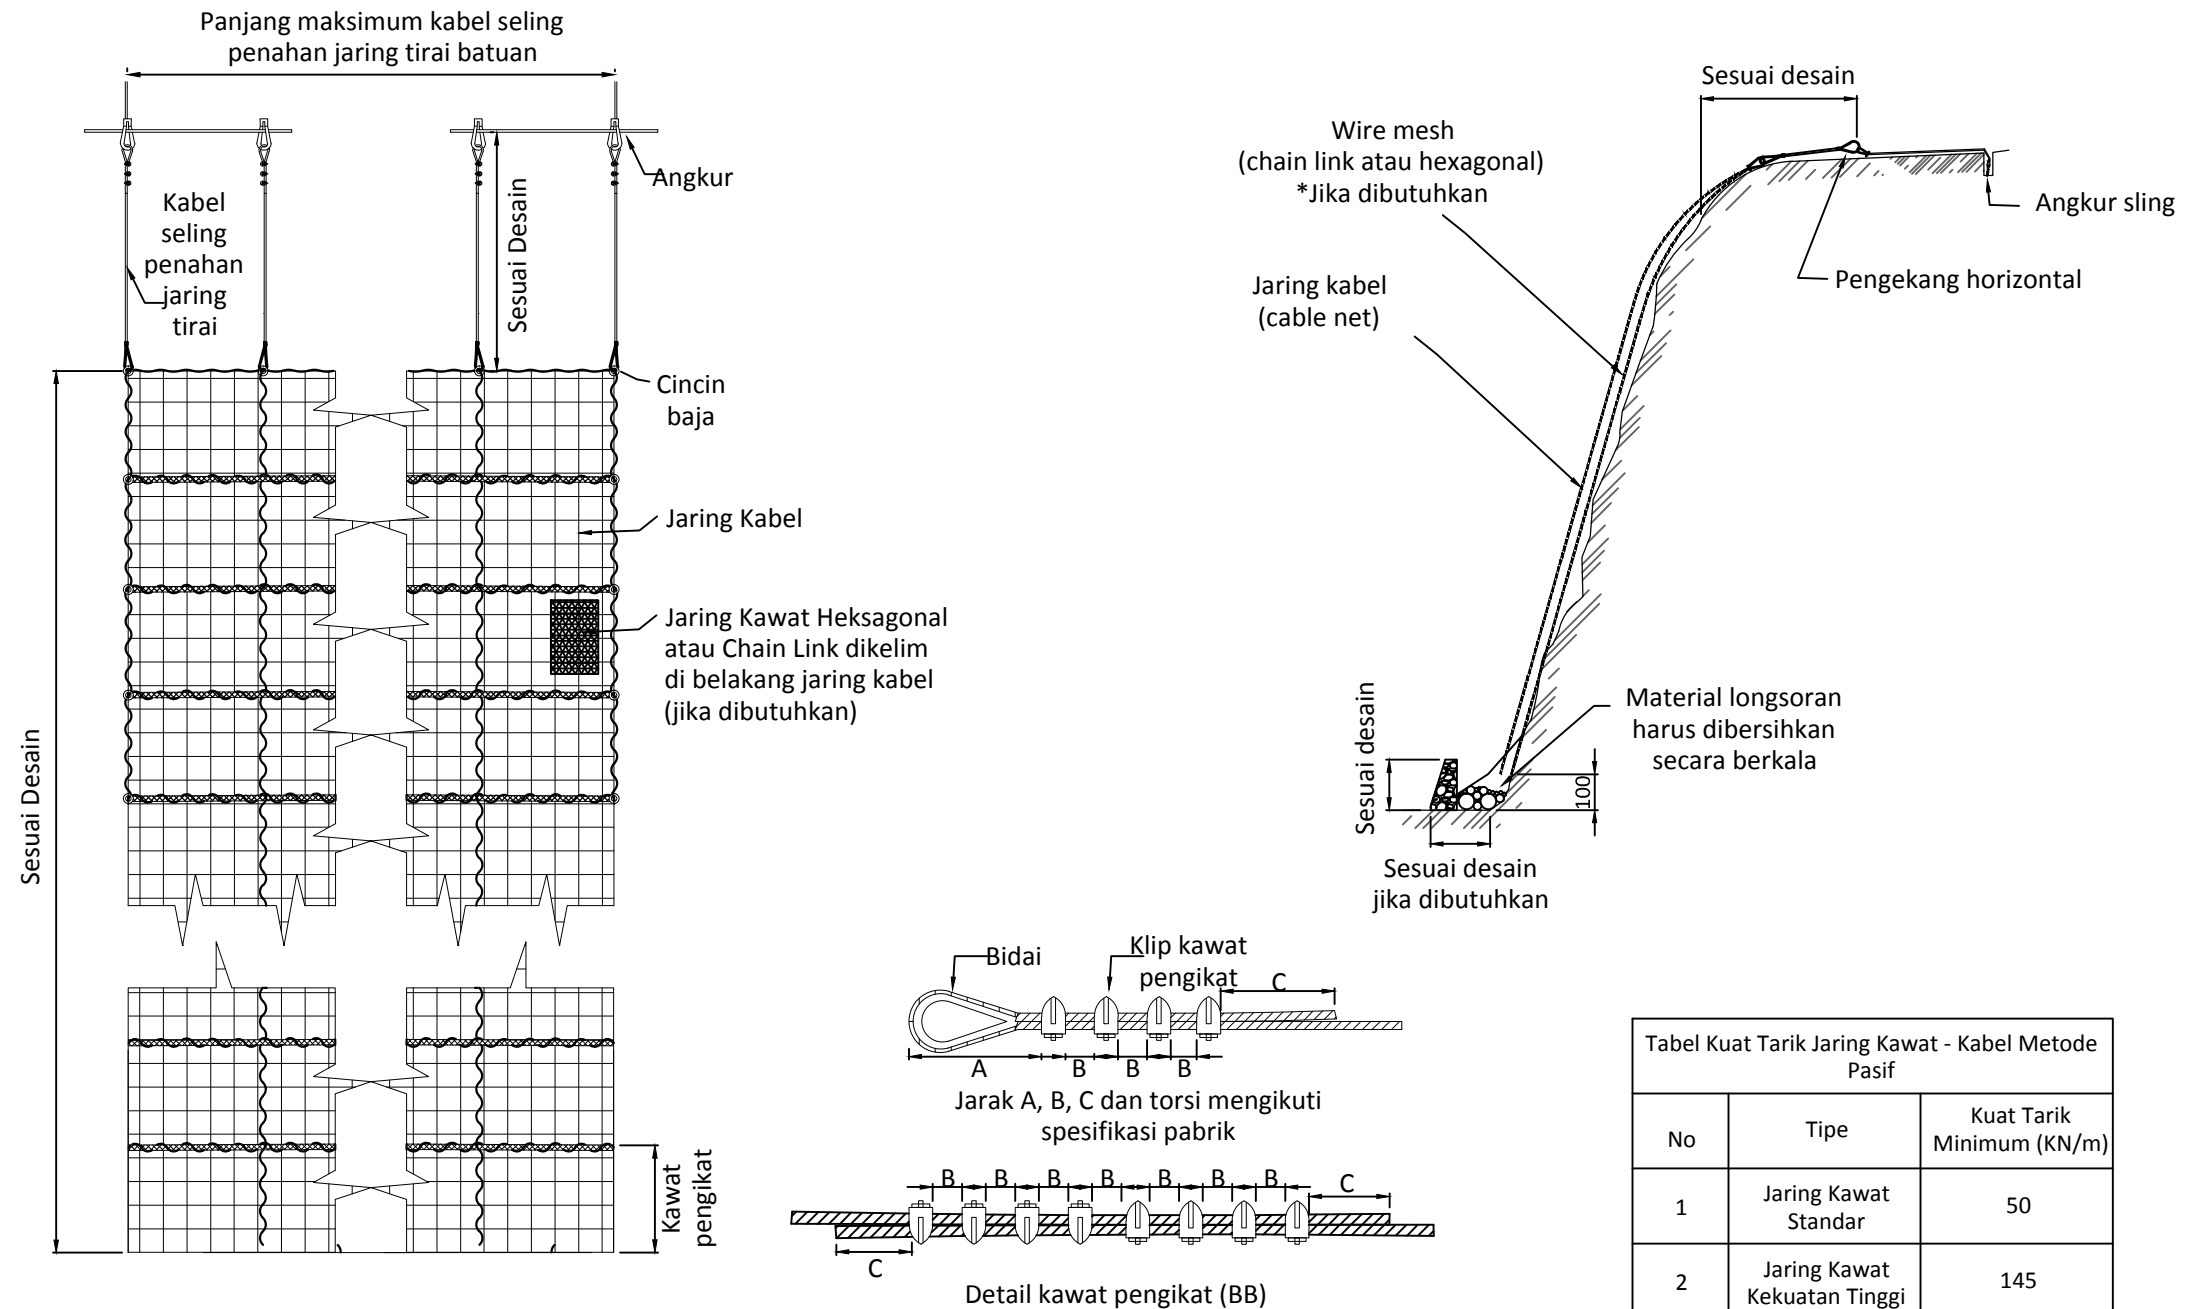 Panjang maksimum kabel seling
penahan jaring tirai batuan
Angkur
Kabel
seling
penahan
jaring
tirai
Sesuai Desain
Cincin
baja
Jaring Kabel
Jaring Kawat Heksagonal
atau Chain Link dikelim
di belakang jaring kabel
(jika dibutuhkan)
Sesuai Desain
Kawat
pengikat
Sesuai desain
Wire mesh
(chain link atau hexagonal)
*Jika dibutuhkan
Angkur sling
Pengekang horizontal
Jaring kabel
(cable net)
Material longsoran
harus dibersihkan
secara berkala
Sesuai desain
100
Sesuai desain
jika dibutuhkan
Bidai
Klip kawat
pengikat
C
A
B
B
B
Jarak A, B, C dan torsi mengikuti
spesifikasi pabrik
B
B
B
B
B
B
B
C
C
Detail kawat pengikat (BB)
Tabel Kuat Tarik Jaring Kawat - Kabel Metode
Pasif
No
Tipe
Kuat Tarik
Minimum (KN/m)
1
Jaring Kawat
Standar
50
2
Jaring Kawat
Kekuatan Tinggi
145